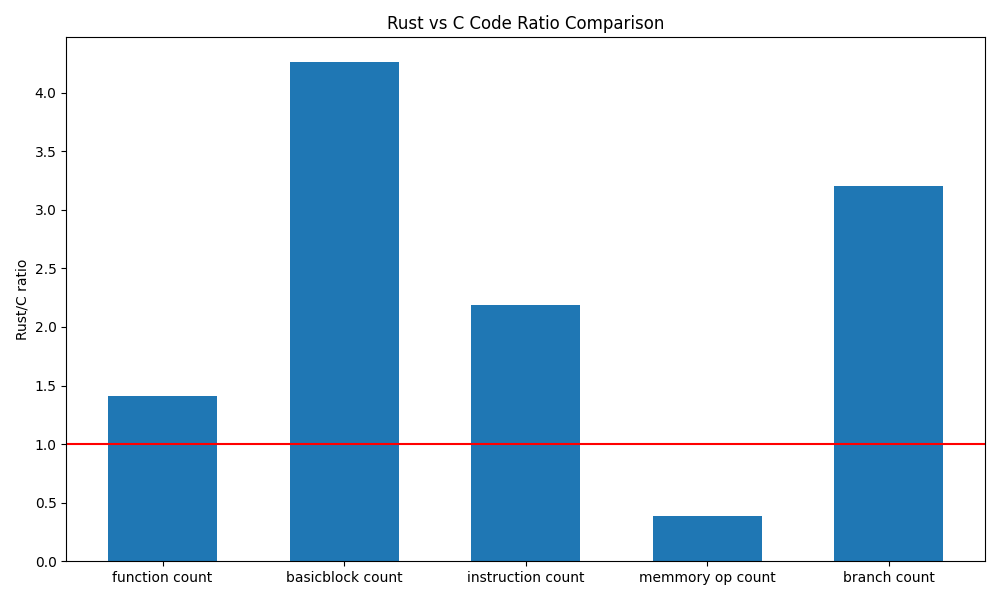 Rust vs C Code Ratio Comparison
Rust/C ratio
4.0
3.5
3.0
2.5
2.0
1.5
1.0
0.5
0.0
function count
basicblock count
instruction count
memmory op count
branch count